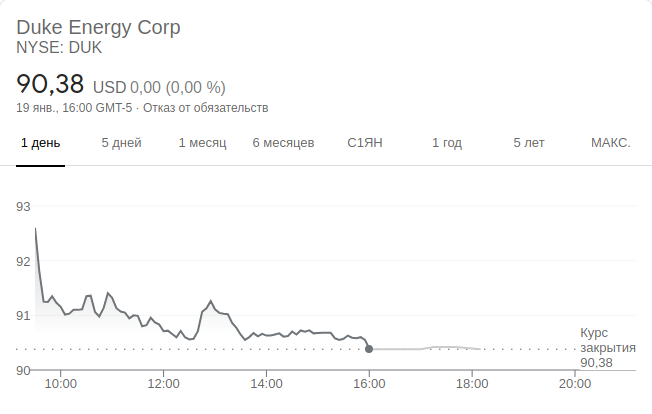 Duke Energy Corp
NYSE: DUK
90,38 USD 0,00 (0,00 %)
19 янв., 16:00 GMT-5 · Отказ от обязательств
1 день 5 дней 1 месяц 6 месяцев С1ЯН 1 год 5 лет МАКС.
93
92
91
Курс
закрытия
90,38
90
10:00 12:00 14:00 16:00 18:00 20:00